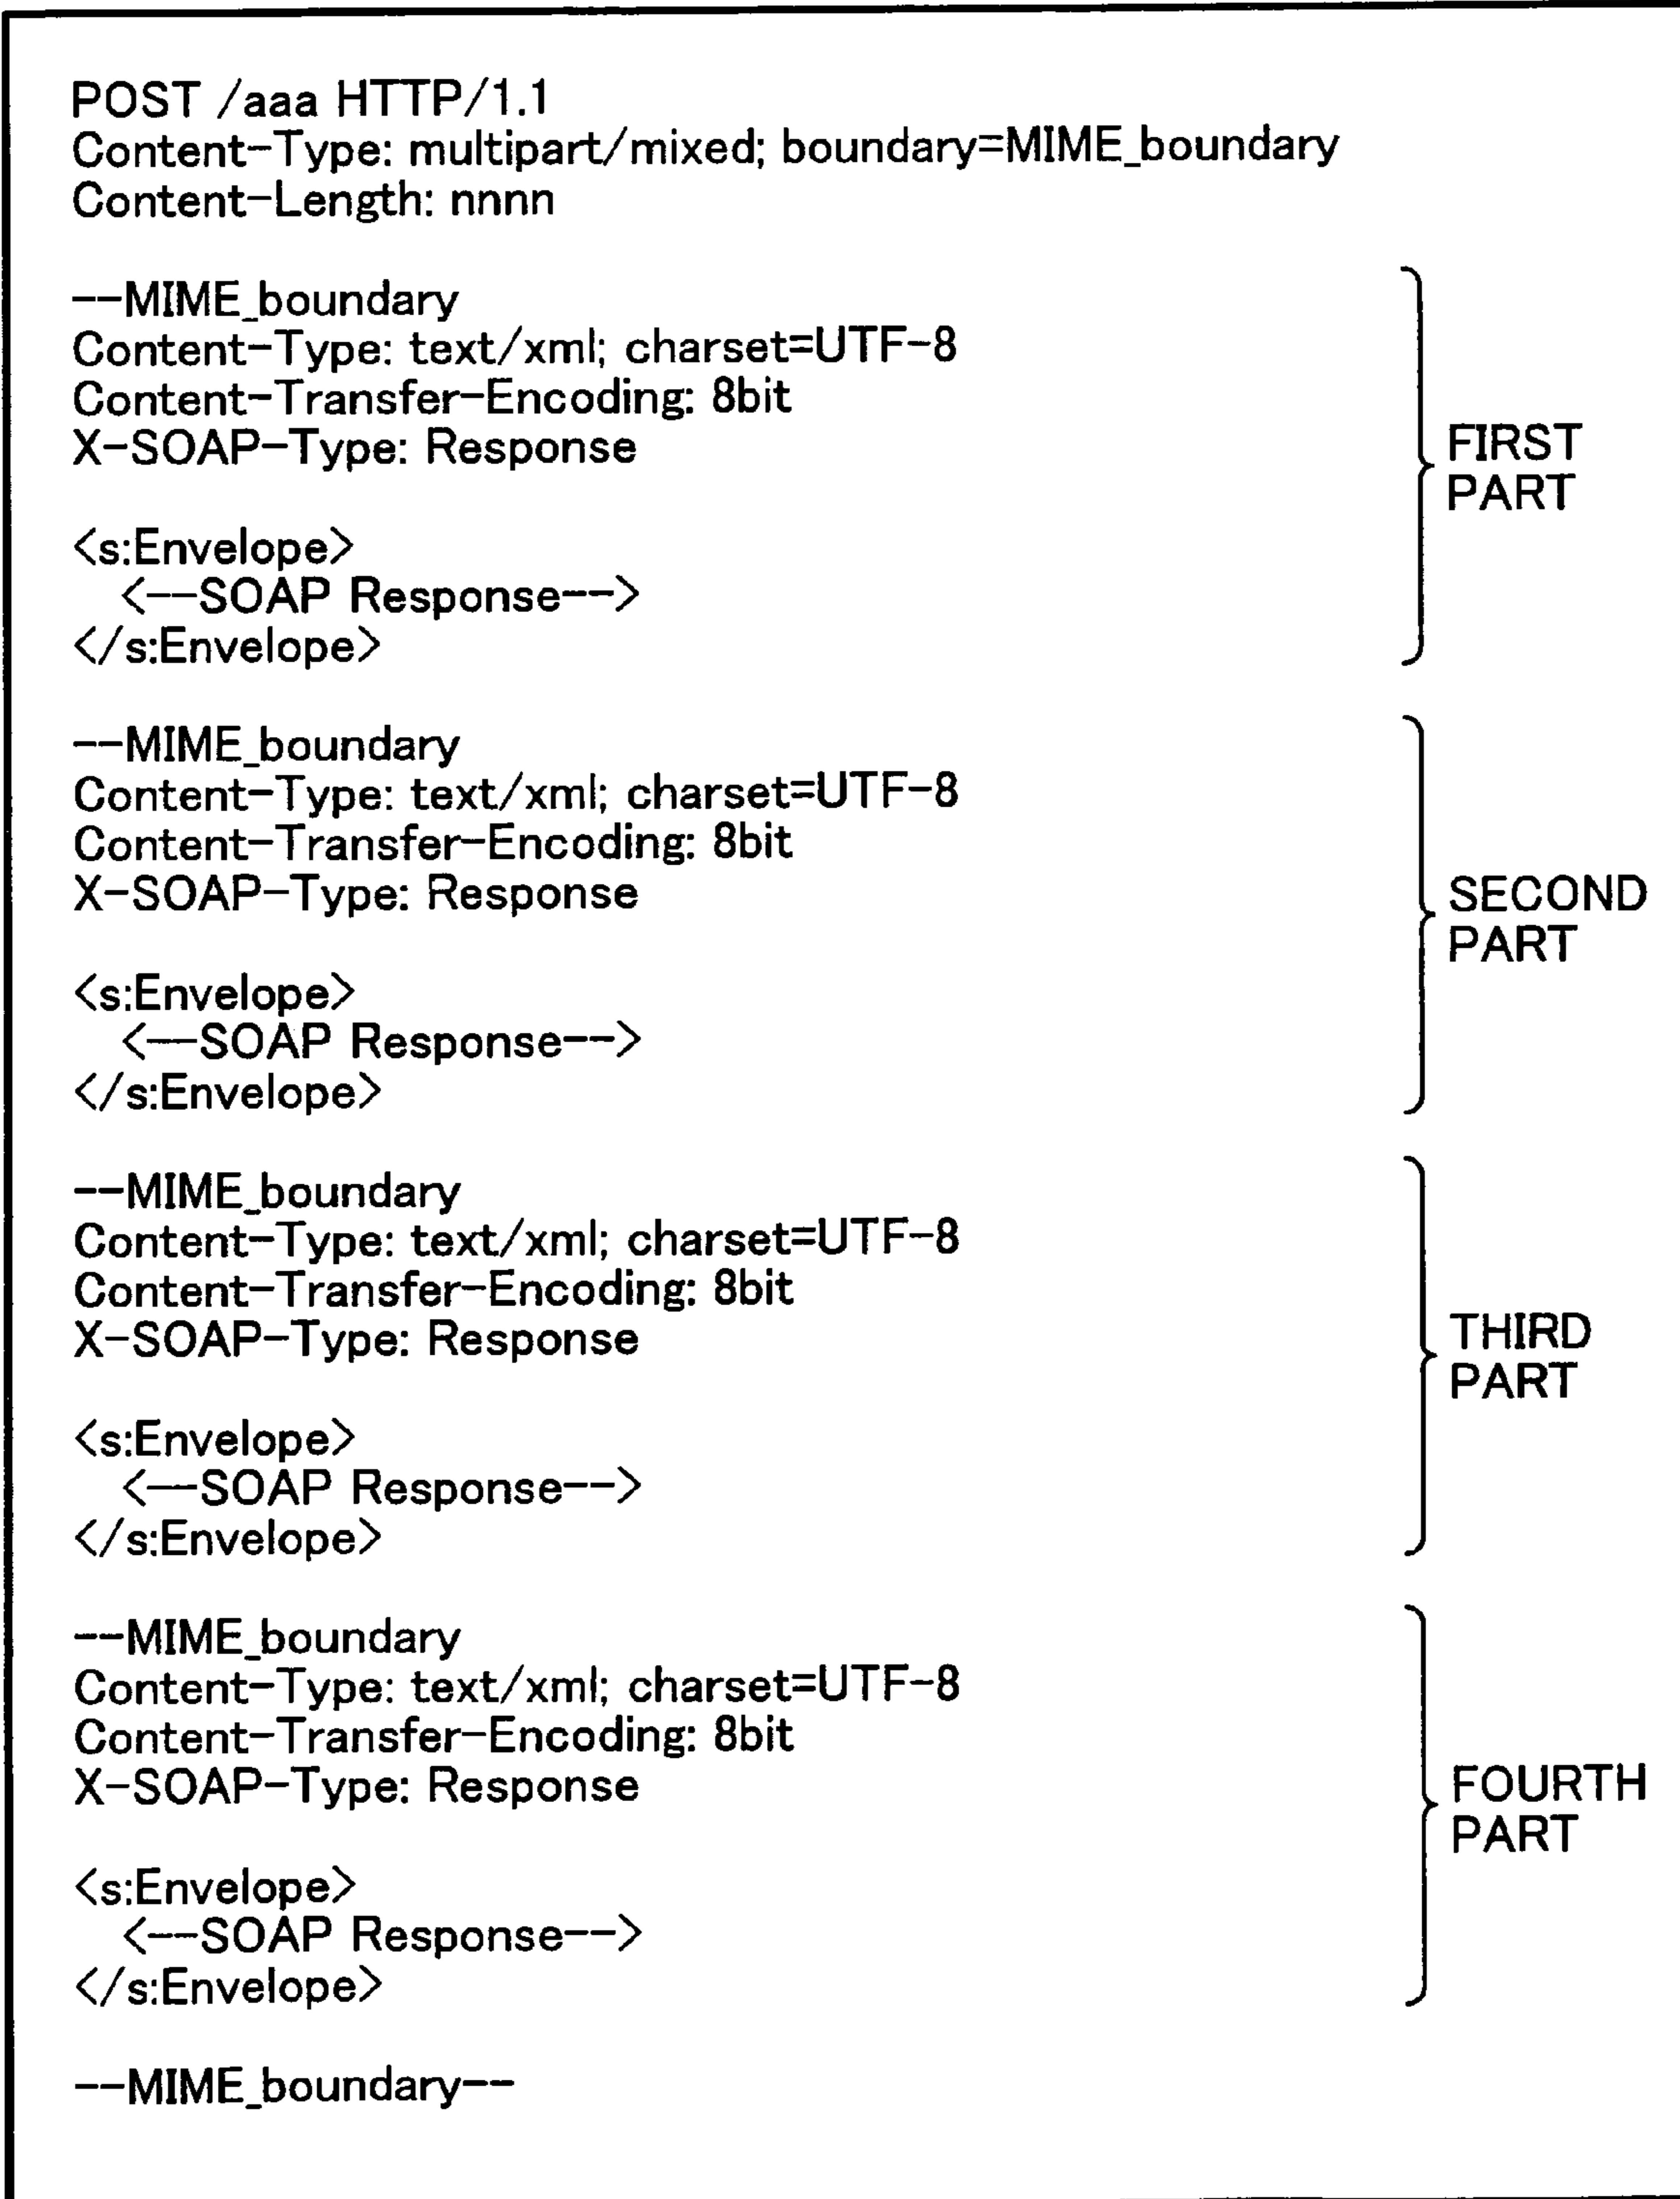 POST /aaa HTTP/1.1
Content-Type: multipart/mixed; boundary=MIME_boundary
Content-Length: nnnn
--MIME_boundary
Content-Type: text/xml; charset=UTF-8
Content-Transfer-Encoding: 8bit
X-SOAP-Type: Response
<s:Envelope>
<--SOAP Response-->
</s:Envelope>
FIRST
PART
--MIME_boundary
Content-Type: text/xml; charset=UTF-8
Content-Transfer-Encoding: 8bit
X-SOAP-Type: Response
<s:Envelope>
<--SOAP Response-->
</s:Envelope>
SECOND
PART
--MIME_boundary
Content-Type: text/xml; charset=UTF-8
Content-Transfer-Encoding: 8bit
X-SOAP-Type: Response
<s:Envelope>
<--SOAP Response-->
</s:Envelope>
THIRD
PART
--MIME_boundary
Content-Type: text/xml; charset=UTF-8
Content-Transfer-Encoding: 8bit
X-SOAP-Type: Response
<s:Envelope>
<--SOAP Response-->
</s:Envelope>
FOURTH
PART
--MIME_boundary--